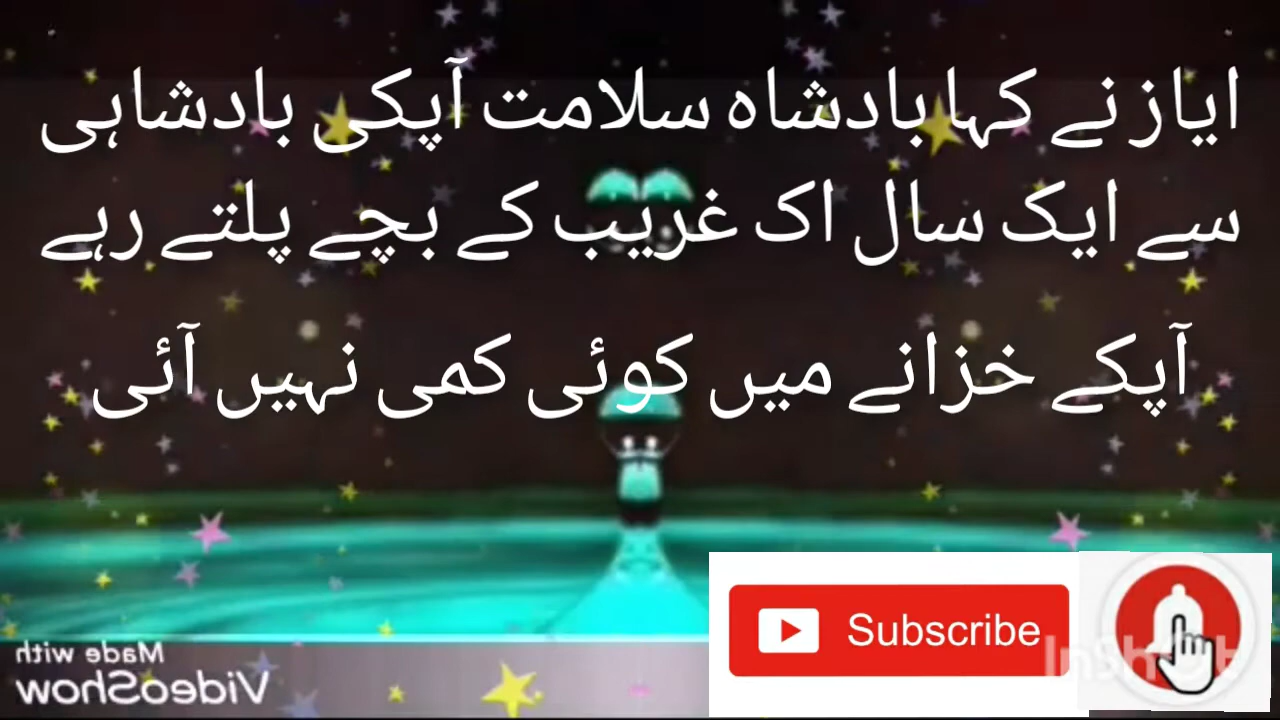 ایاز نے کہا بادشاہ سلامت آپکی بادشاہی
سے ایک سال اک غریب کے بچے پلتے رہے
آپکے خزانے میں کوئی کمی نہیں آئی
Subscribe
Made with
VideoShow